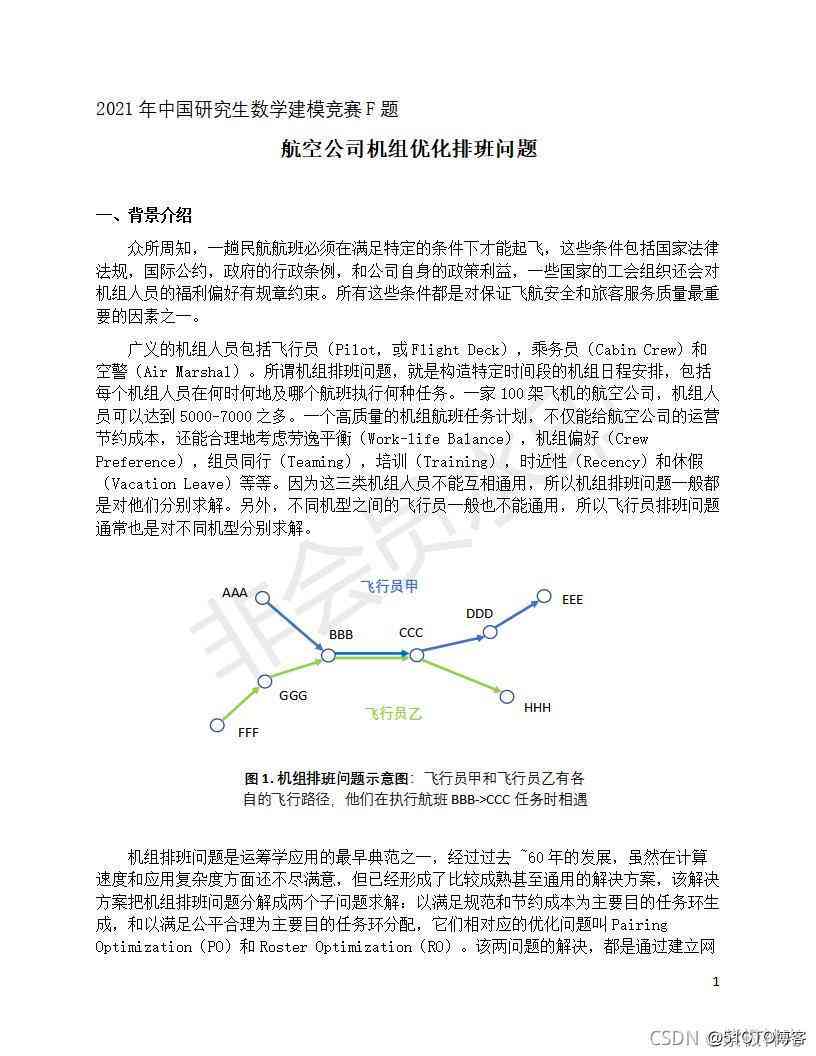 2021 年中国研究生数学建模竞赛 F 题
航空公司机组优化排班问题
一、背景介绍
众所周知，一趟民航航班必须在满足特定的条件下才能起飞，这些条件包括国家法律
法规，国际公约，政府的行政条例，和公司自身的政策利益，一些国家的工会组织还会对
机组人员的福利偏好有规章约束。所有这些条件都是对保证飞航安全和旅客服务质量最重
要的因素之一。
广义的机组人员包括飞行员（Pilot，或 Flight Deck），乘务员（Cabin Crew）和
空警（Air Marshal）。所谓机组排班问题，就是构造特定时间段的机组日程安排，包括
每个机组人员在何时何地及哪个航班执行何种任务。一家 100 架飞机的航空公司，机组人
员可以达到 5000-7000 之多。一个高质量的机组航班任务计划，不仅能给航空公司的运营
节约成本，还能合理地考虑劳逸平衡（Work-life Balance），机组偏好（Crew
Preference），组员同行（Teaming），培训（Training），时近性（Recency）和休假
（Vacation Leave）等等。因为这三类机组人员不能互相通用，所以机组排班问题一般都
是对他们分别求解。另外，不同机型之间的飞行员一般也不能通用，所以飞行员排班问题
通常也是对不同机型分别求解。
飞行员甲
AAA
EEE
DDD
BBB
CCC
GGG
飞行员乙
HHH
FFF
图 1. 机组排班问题示意图：飞行员甲和飞行员乙有各
自的飞行路径，他们在执行航班 BBB->CCC 任务时相遇
机组排班问题是运筹学应用的最早典范之一，经过过去 ~60 年的发展，虽然在计算
速度和应用复杂度方面还不尽满意，但已经形成了比较成熟甚至通用的解决方案，该解决
方案把机组排班问题分解成两个子问题求解：以满足规范和节约成本为主要目的任务环生
成，和以满足公平合理为主要目的任务环分配，它们相对应的优化问题叫 Pairing
Optimization（PO）和 Roster Optimization（RO）。该两问题的解决，都是通过建立网
1
非会员水印
CSDN
@51CTO博客